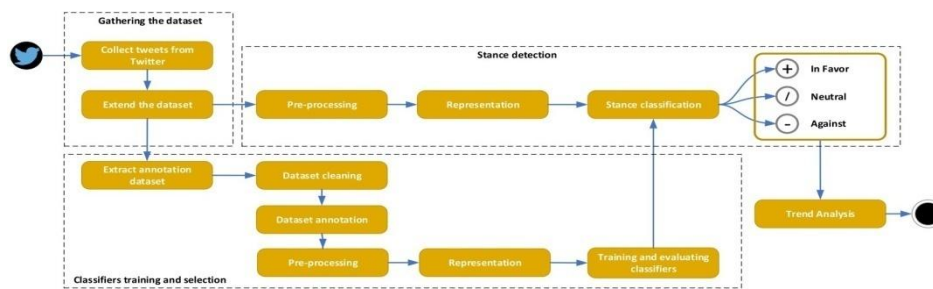 Gathering the dataset
Collect tweets from
Twitter
Extend the dataset
Stance detection
Pre-processing
Representation
Stance classification
+ In Favor
/ Neutral
- Against
Extract annotation
dataset
Dataset cleaning
Dataset annotation
Pre-processing
Representation
Training and evaluating
classifiers
Classifiers training and selection
Trend Analysis